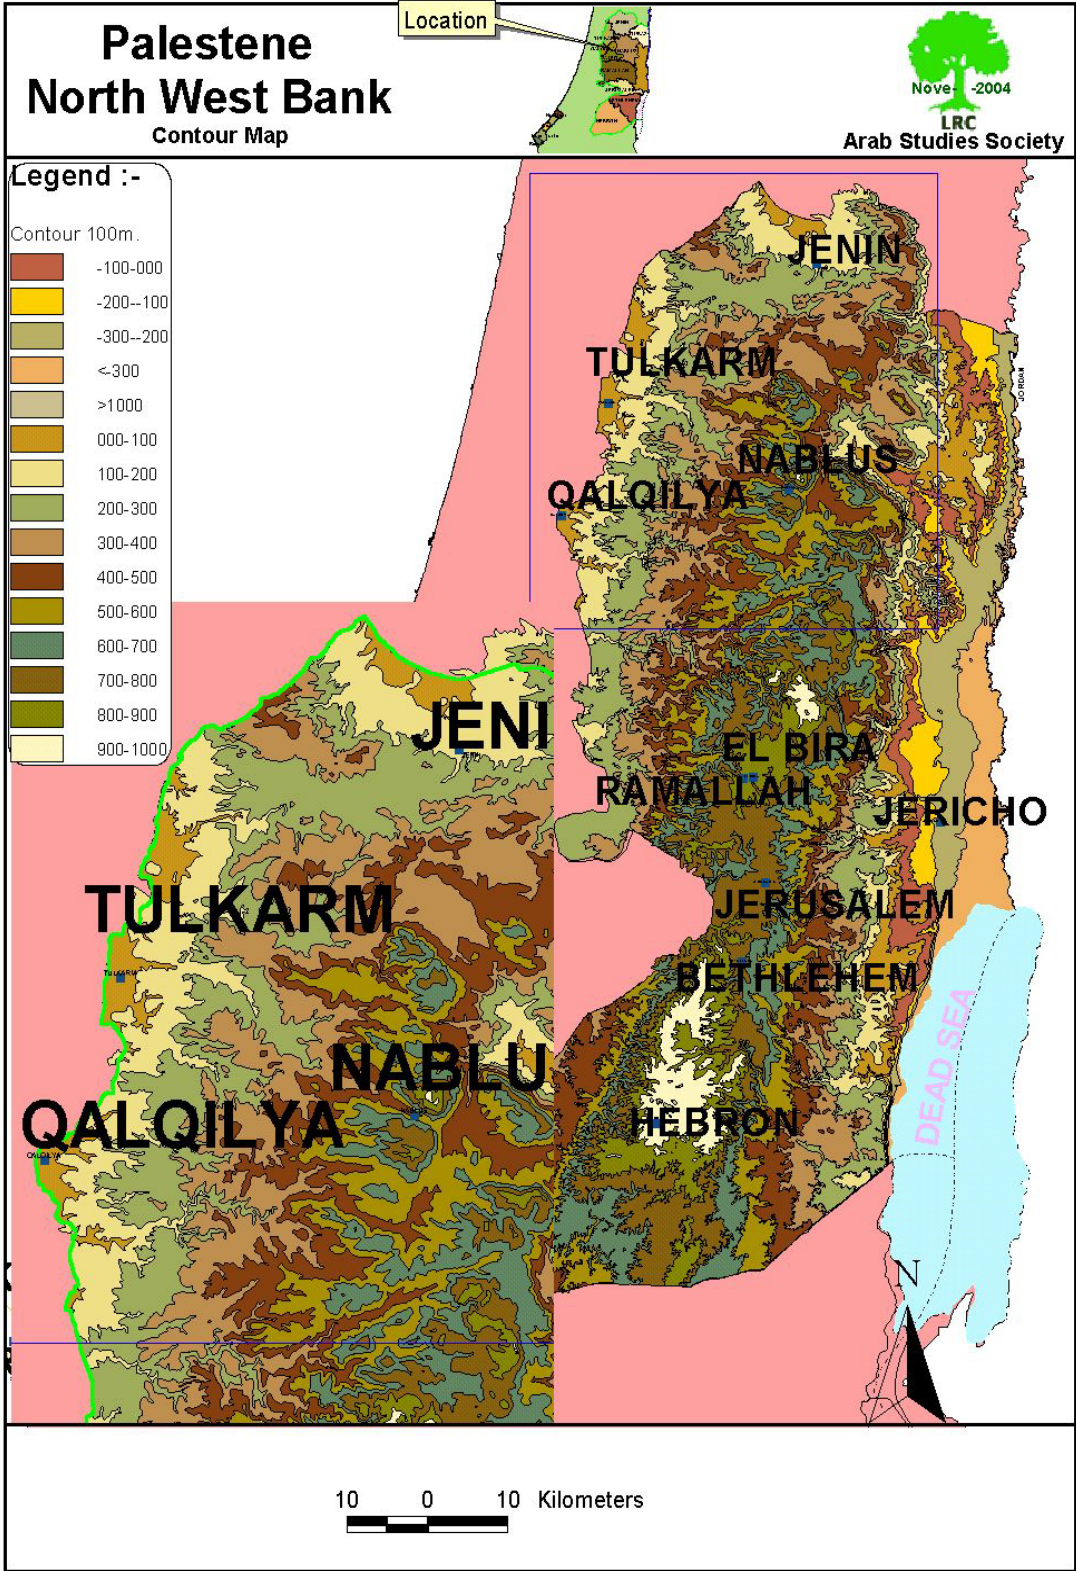 Location
Palestene
North West Bank
Contour Map
Nove- -2004
LRC
Arab Studies Society
Legend :-
Contour 100m.
-100-000
-200--100
-300--200
<-300
>1000
000-100
100-200
200-300
300-400
400-500
500-600
600-700
700-800
800-900
900-1000
JENIN
TULKARM
NABLUS
QALQILYA
JORDAN
EL BIRA
RAMALLAH
JERICHO
JERUSALEM
BETHLEHEM
HEBRON
DEAD SEA
N
JENI
TULKARM
TULKARM
NABLU
QALQILYA
QALQILYA
10 0 10 Kilometers